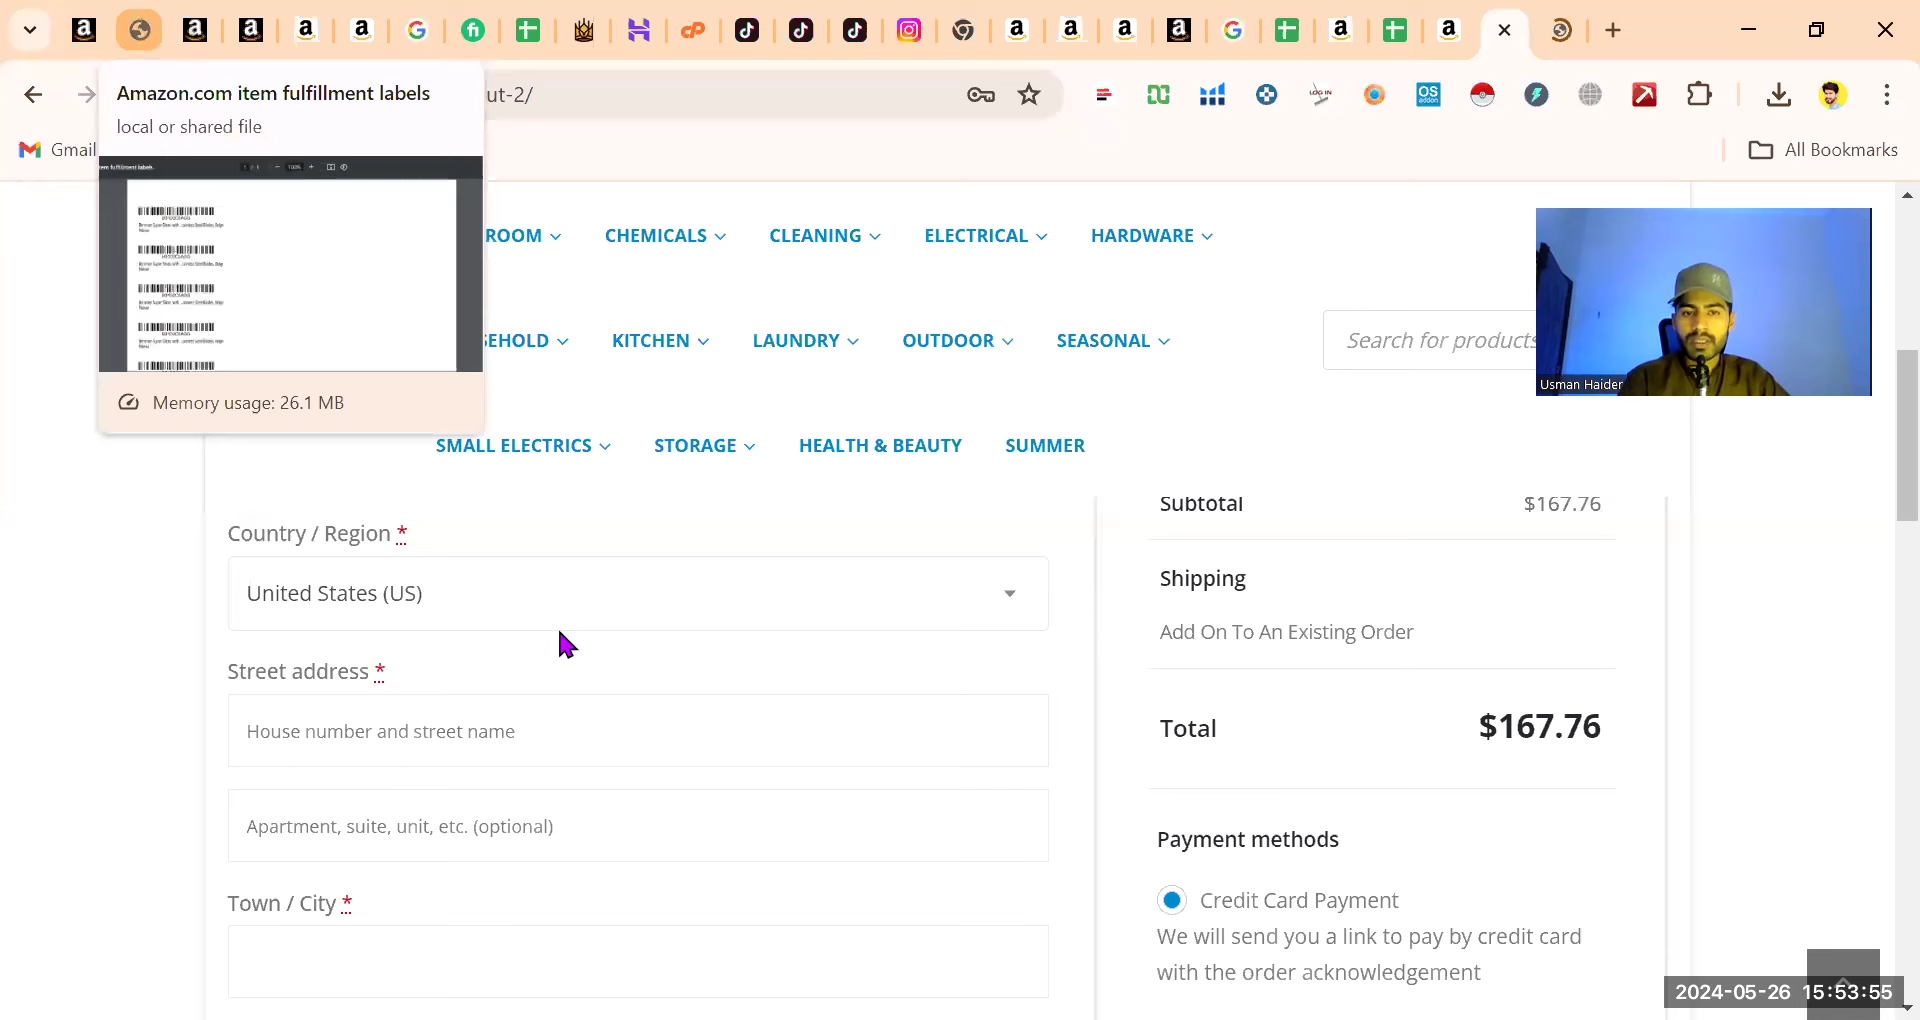 Amazon.com item fulfillment labels
local or shared file
ut-2/
Gmail
All Bookmarks
Memory usage: 26.1 MB
ROOM
CHEMICALS
CLEANING
ELECTRICAL
HARDWARE
SEHOLD
KITCHEN
LAUNDRY
OUTDOOR
SEASONAL
Search for products
Usman Haider
SMALL ELECTRICS
STORAGE
HEALTH & BEAUTY
SUMMER
Country / Region *
United States (US)
Street address *
House number and street name
Apartment, suite, unit, etc. (optional)
Town / City *
Subtotal
$167.76
Shipping
Add On To An Existing Order
Total
$167.76
Payment methods
Credit Card Payment
We will send you a link to pay by credit card
with the order acknowledgement
2024-05-26 15:53:55